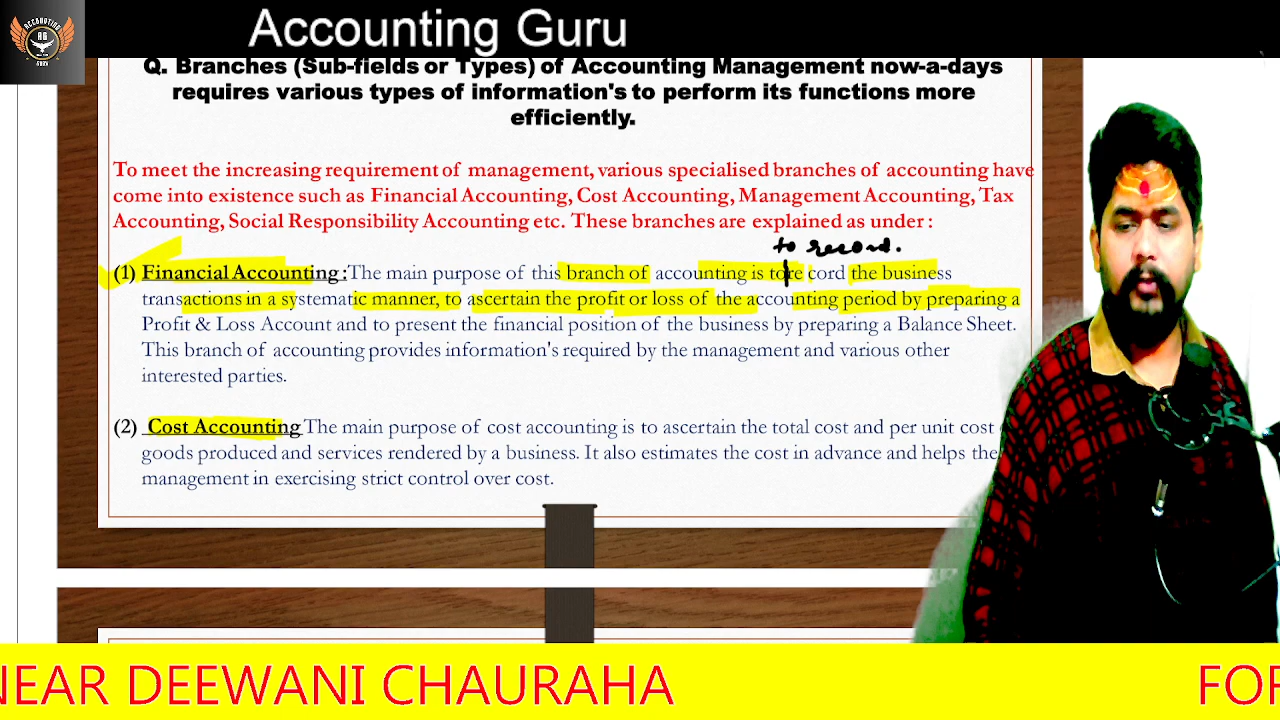 ACCOUNTING
AG
GURU
Accounting Guru
Q. Branches (Sub-fields or Types) of Accounting Management now-a-days
requires various types of information's to perform its functions more
efficiently.
To meet the increasing requirement of management, various specialised branches of accounting have
come into existence such as Financial Accounting, Cost Accounting, Management Accounting, Tax
Accounting, Social Responsibility Accounting etc. These branches are explained as under :
to record.
(1) Financial Accounting :The main purpose of this branch of accounting is tore cord the business
transactions in a systematic manner, to ascertain the profit or loss of the accounting period by preparing a
Profit & Loss Account and to present the financial position of the business by preparing a Balance Sheet.
This branch of accounting provides information's required by the management and various other
interested parties.
(2) Cost Accounting The main purpose of cost accounting is to ascertain the total cost and per unit cost
goods produced and services rendered by a business. It also estimates the cost in advance and helps the
management in exercising strict control over cost.
NEAR DEEWANI CHAURAHA FOR